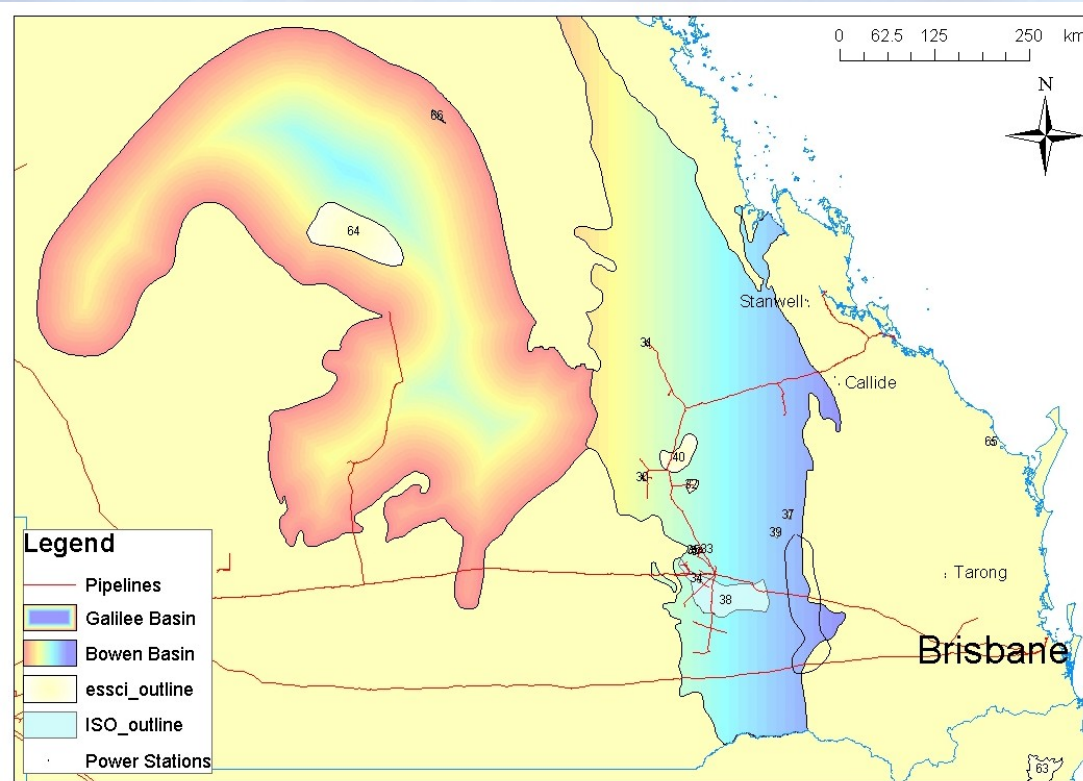 0 62.5 125 250 km
N
66
64
Stanwell
31
Callide
65
40
30
32
37
39
33
34
Tarong
38
Brisbane
63
Legend
Pipelines
Galilee Basin
Bowen Basin
essci_outline
ISO_outline
Power Stations